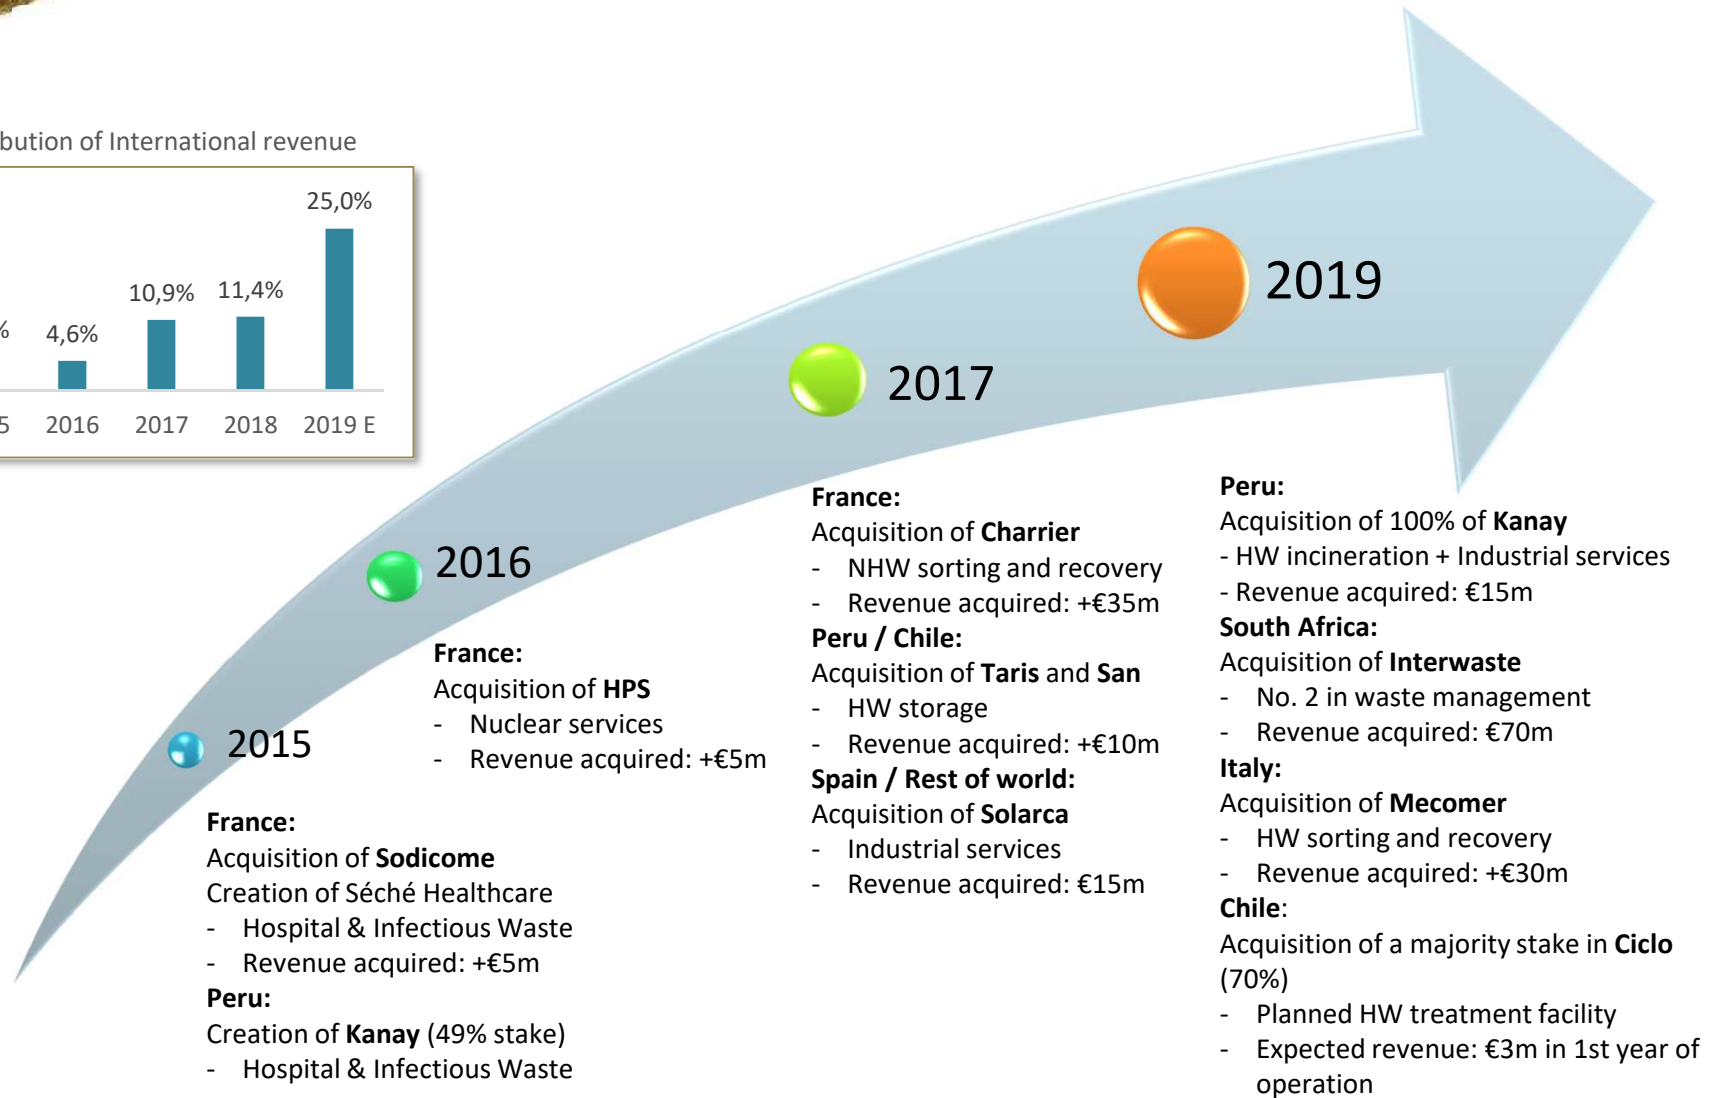 bution of International revenue
25,0%
10,9%
11,4%
%
4,6%
5
2016
2017
2018
2019 E
2019
2017
2016
2015
France:
Acquisition of Sodicome
Creation of Séché Healthcare
- Hospital & Infectious Waste
- Revenue acquired: +€5m
Peru:
Creation of Kanay (49% stake)
- Hospital & Infectious Waste
France:
Acquisition of HPS
- Nuclear services
- Revenue acquired: +€5m
France:
Acquisition of Charrier
- NHW sorting and recovery
- Revenue acquired: +€35m
Peru / Chile:
Acquisition of Taris and San
- HW storage
- Revenue acquired: +€10m
Spain / Rest of world:
Acquisition of Solarca
- Industrial services
- Revenue acquired: €15m
Peru:
Acquisition of 100% of Kanay
- HW incineration + Industrial services
- Revenue acquired: €15m
South Africa:
Acquisition of Interwaste
- No. 2 in waste management
- Revenue acquired: €70m
Italy:
Acquisition of Mecomer
- HW sorting and recovery
- Revenue acquired: +€30m
Chile:
Acquisition of a majority stake in Ciclo
(70%)
- Planned HW treatment facility
- Expected revenue: €3m in 1st year of
operation